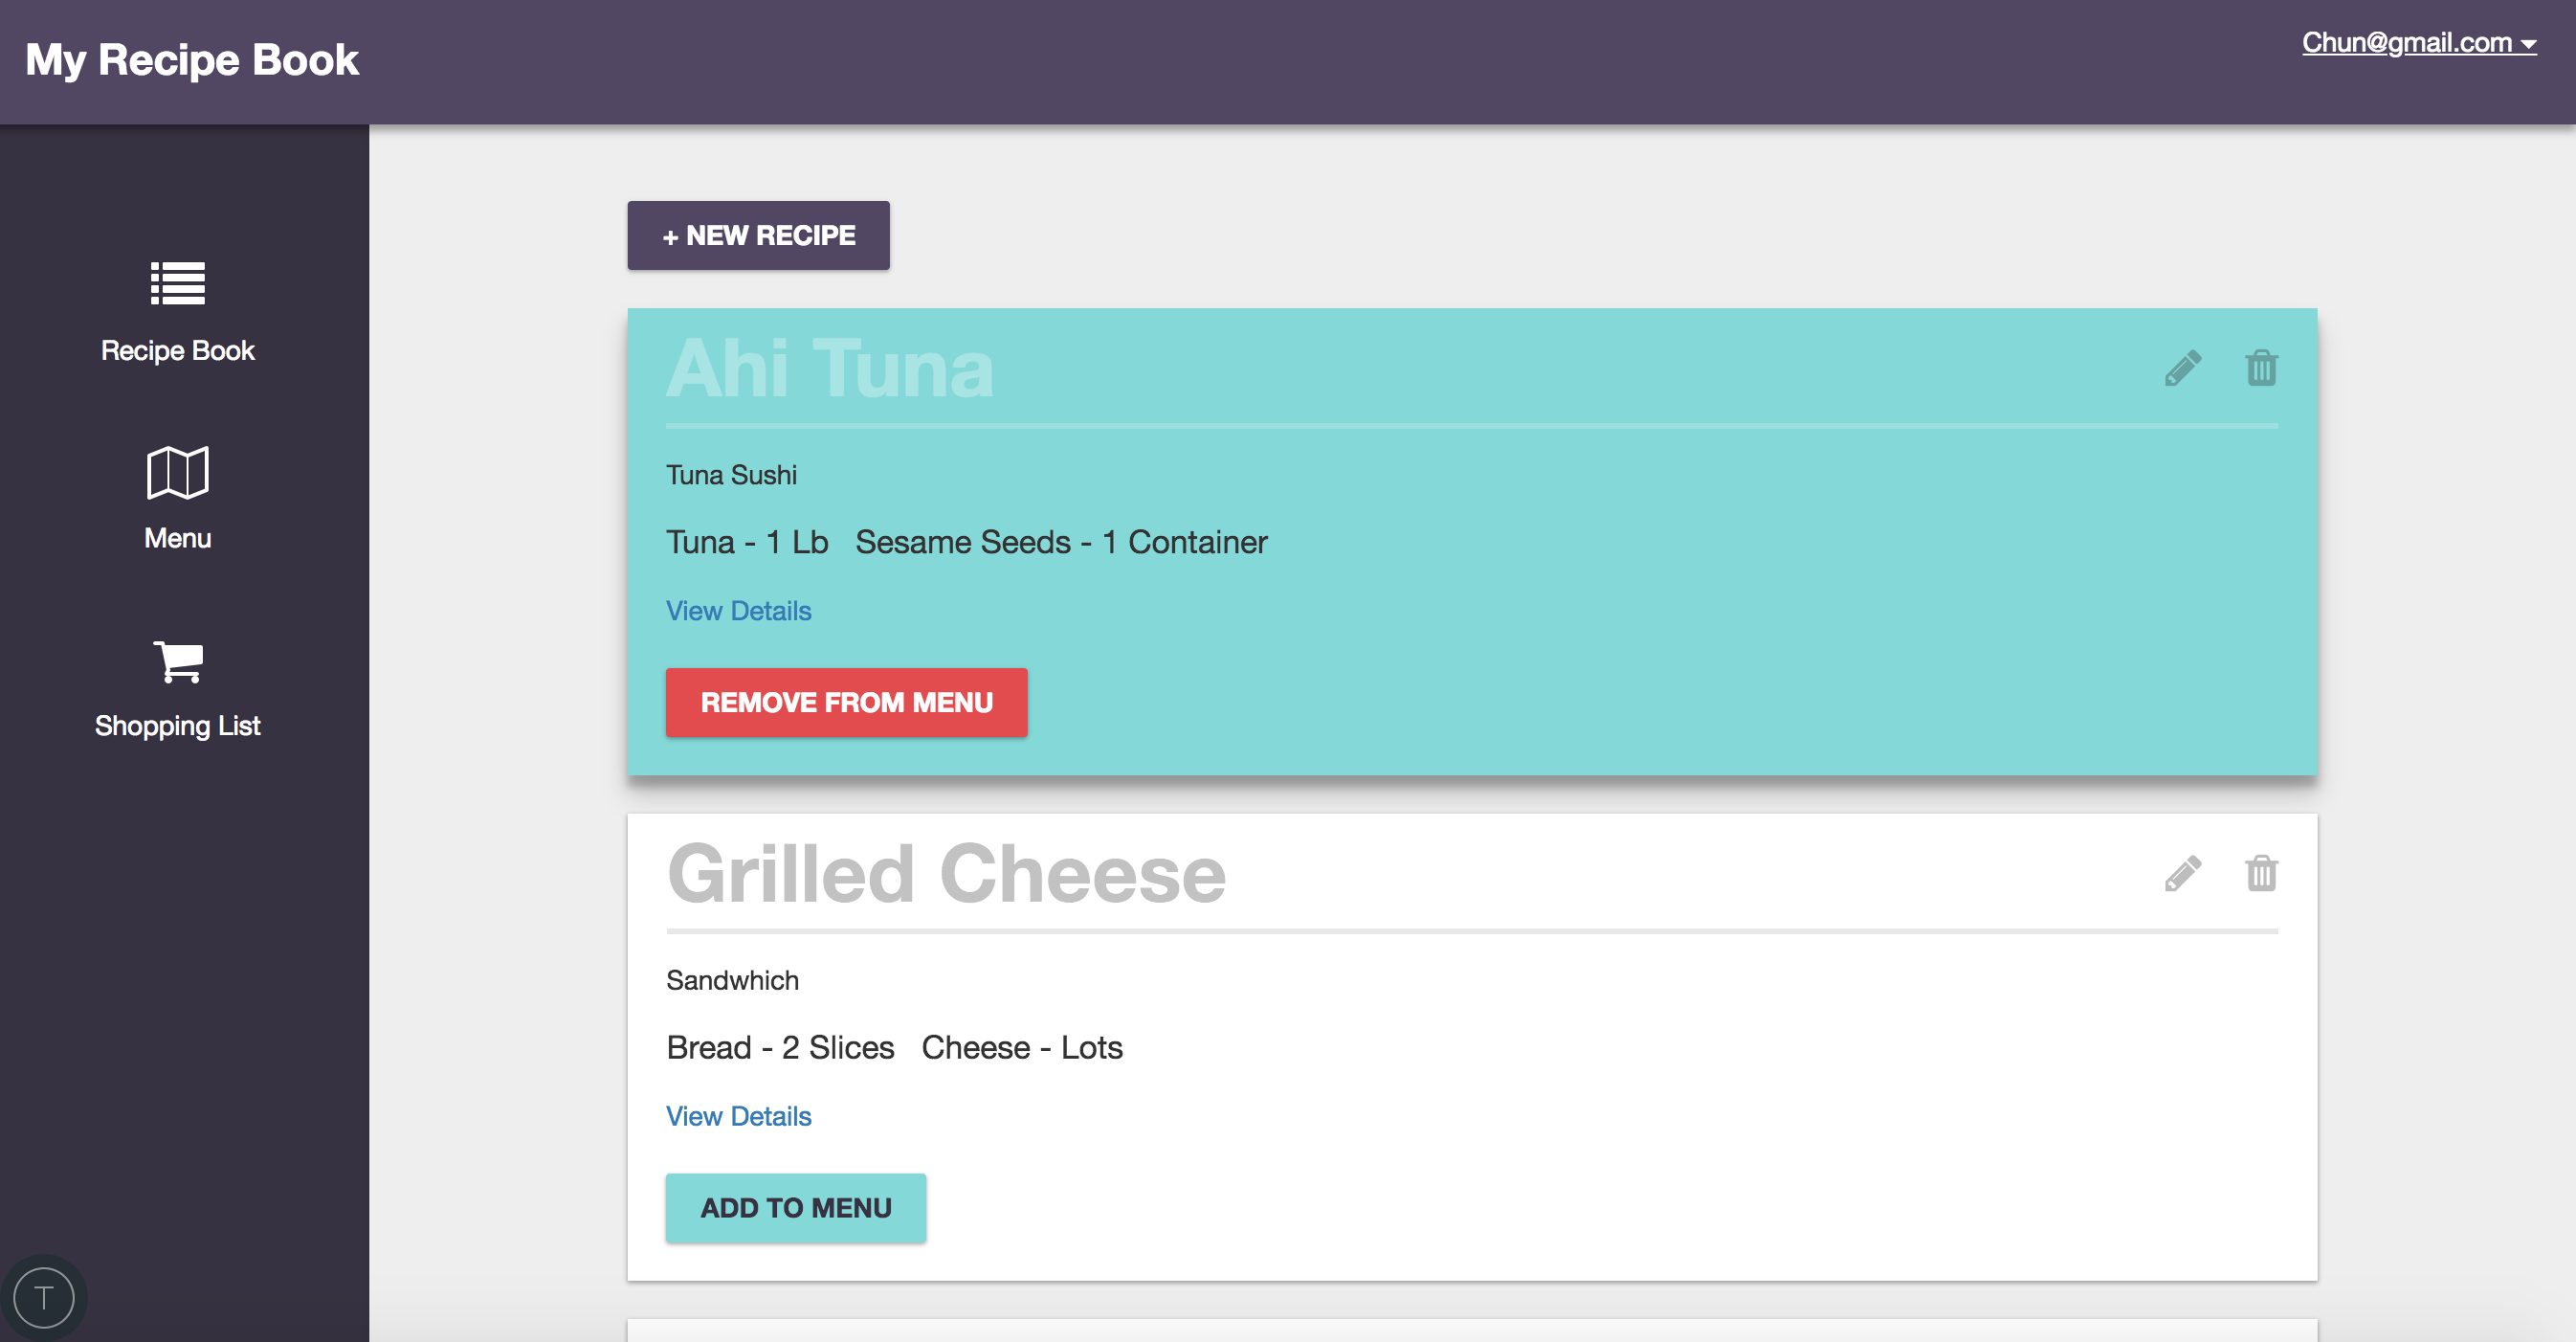 My Recipe Book
Chun@gmail.com
Recipe Book
Menu
Shopping List
+ NEW RECIPE
Ahi Tuna
Tuna Sushi
Tuna - 1 Lb Sesame Seeds - 1 Container
View Details
REMOVE FROM MENU
Grilled Cheese
Sandwhich
Bread - 2 Slices Cheese - Lots
View Details
ADD TO MENU
T